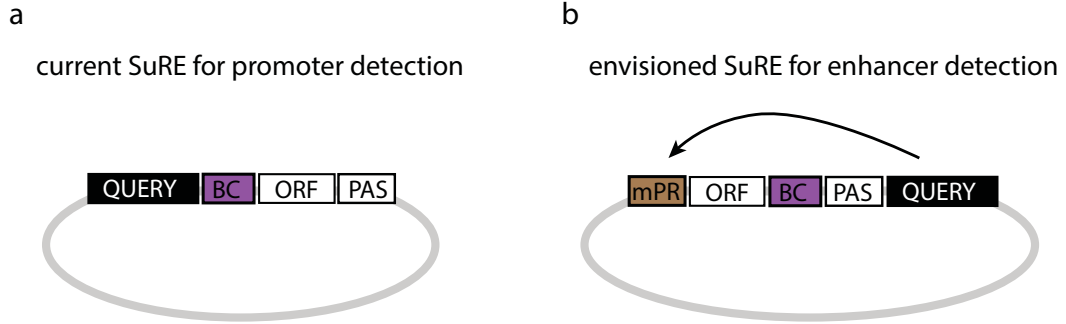 a
b
current SuRE for promoter detection
envisioned SuRE for enhancer detection
QUERY BC ORF PAS
mPR ORF BC PAS QUERY